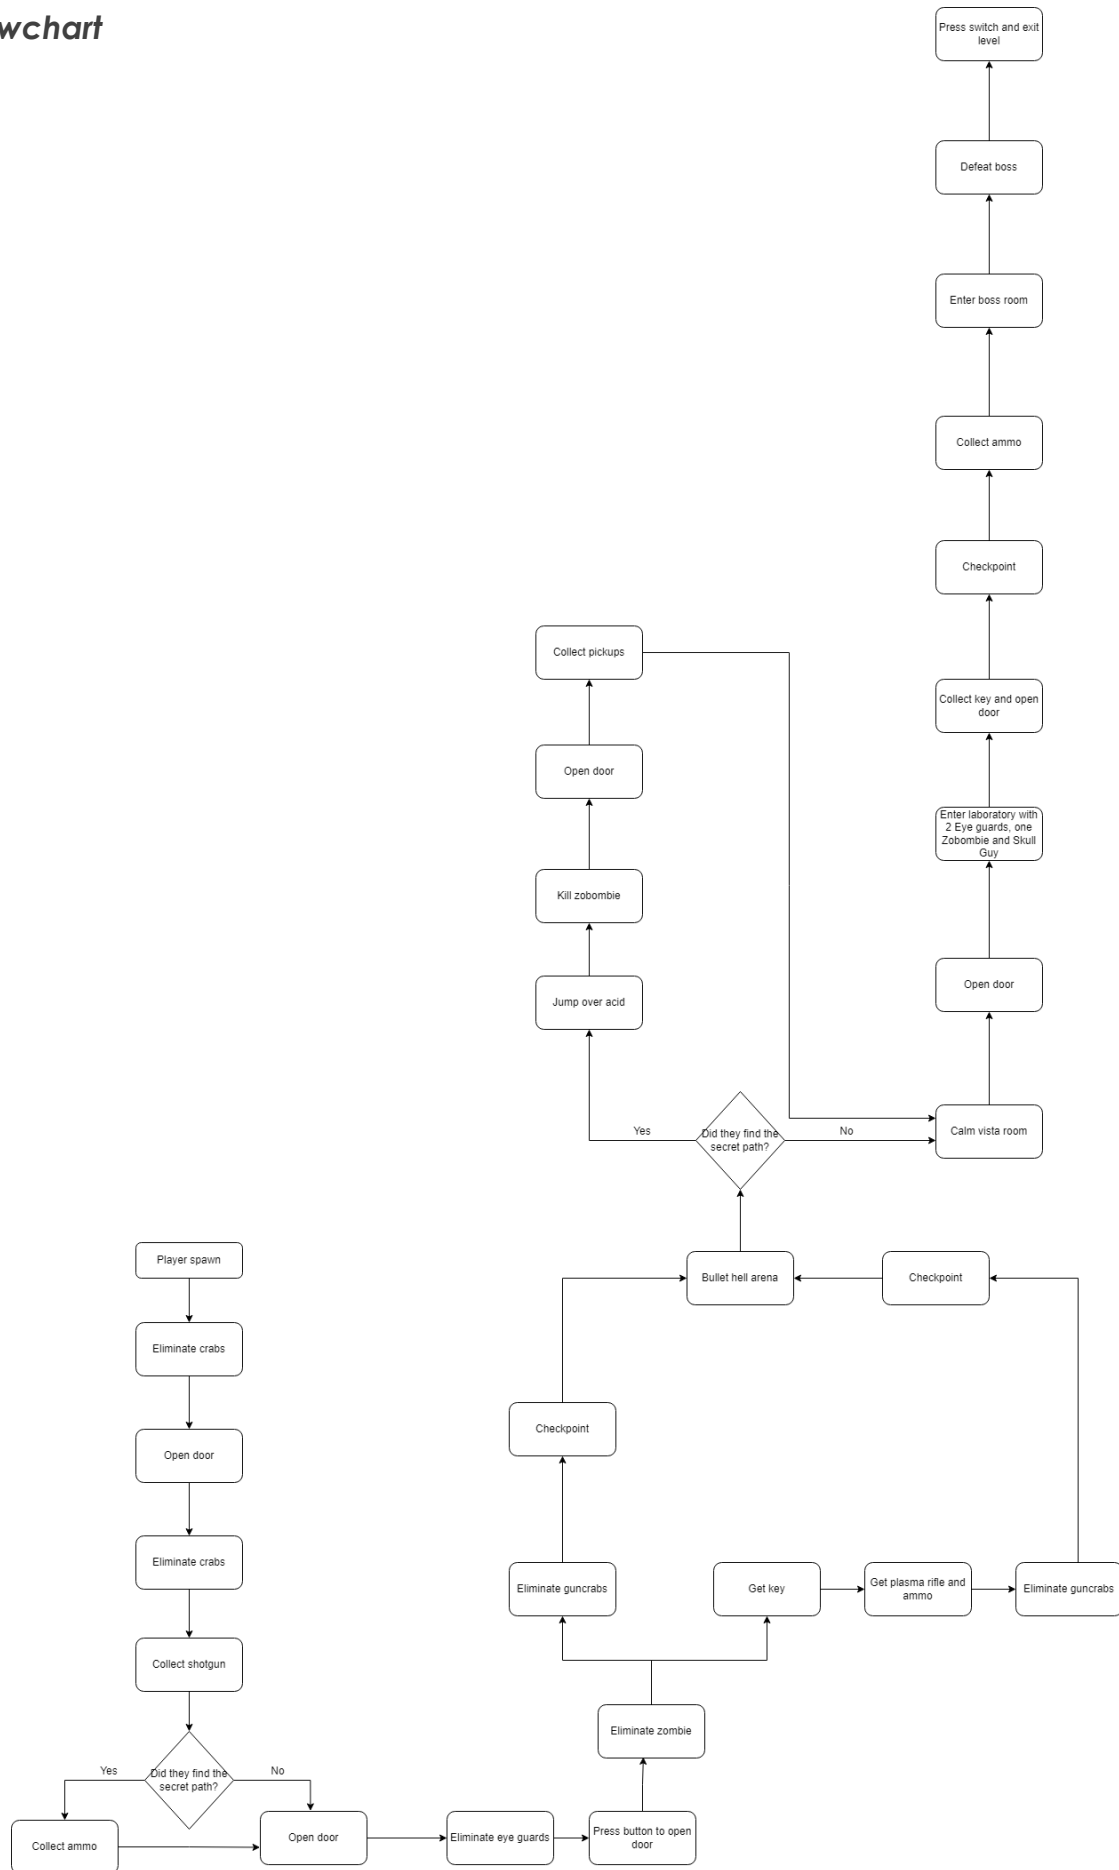 wchart
Press switch and exit
level
Defeat boss
Enter boss room
Collect ammo
Checkpoint
Collect pickups
Collect key and open
door
Open door
Enter laboratory with
2 Eye guards, one
Zobombie and Skull
Guy
Kill zobombie
Open door
Jump over acid
Yes
Did they find the
secret path?
No
Calm vista room
Player spawn
Bullet hell arena
Checkpoint
Eliminate crabs
Checkpoint
Open door
Eliminate crabs
Eliminate guncrabs
Get key
Get plasma rifle and
ammo
Eliminate guncrabs
Collect shotgun
Eliminate zombie
Yes
Did they find the
secret path?
No
Collect ammo
Open door
Eliminate eye guards
Press button to open
door